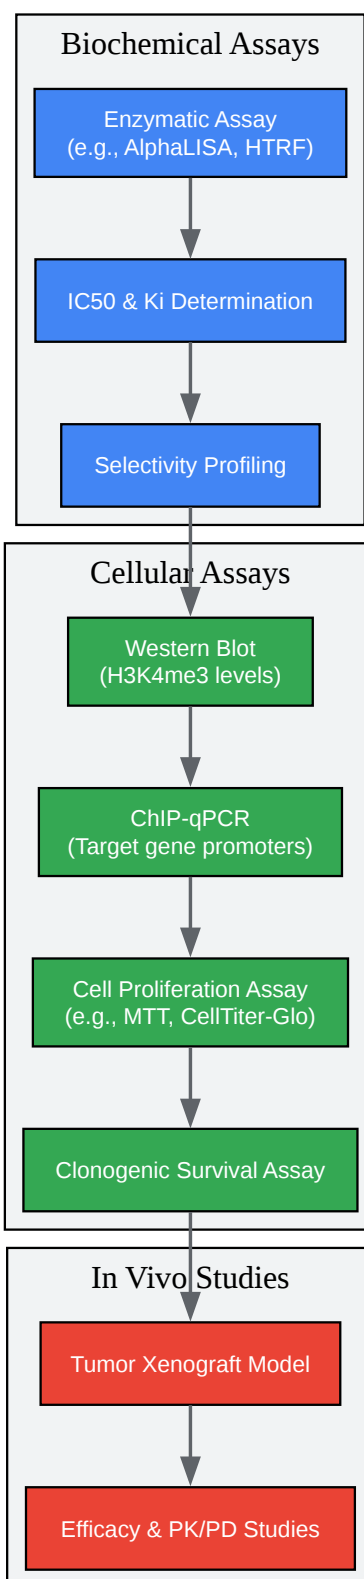 Biochemical Assays
Enzymatic Assay
(e.g., AlphaLISA, HTRF)
IC50 & Ki Determination
Selectivity Profiling
Cellular Assays
Western Blot
(H3K4me3 levels)
ChIP-qPCR
(Target gene promoters)
Cell Proliferation Assay
(e.g., MTT, CellTiter-Glo)
Clonogenic Survival Assay
In Vivo Studies
Tumor Xenograft Model
Efficacy & PK/PD Studies